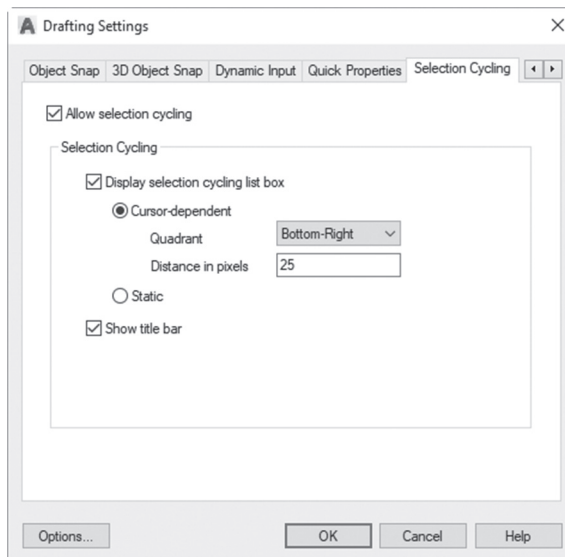 A Drafting Settings
Object Snap 3D Object Snap Dynamic Input Quick Properties Selection Cycling
Allow selection cycling
Selection Cycling
Display selection cycling list box
Cursor-dependent
Quadrant Bottom-Right
Distance in pixels 25
Static
Show title bar
Options... OK Cancel Help